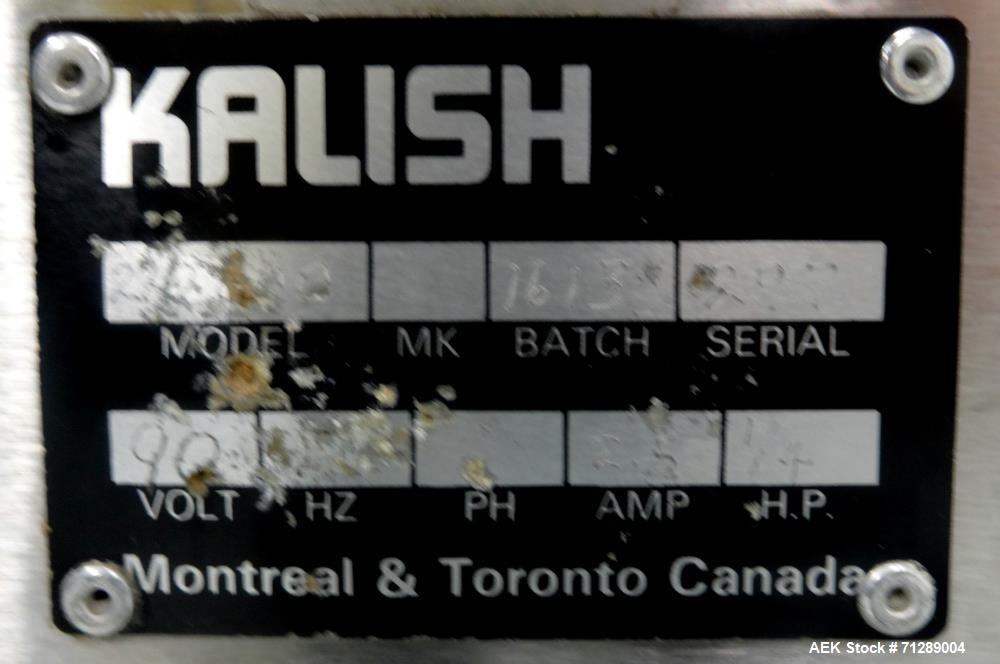 KALISH
1613
MODEL MK BATCH SERIAL
90
VOLT HZ PH AMP H.P.
Montreal & Toronto Canada
AEK Stock # 71289004